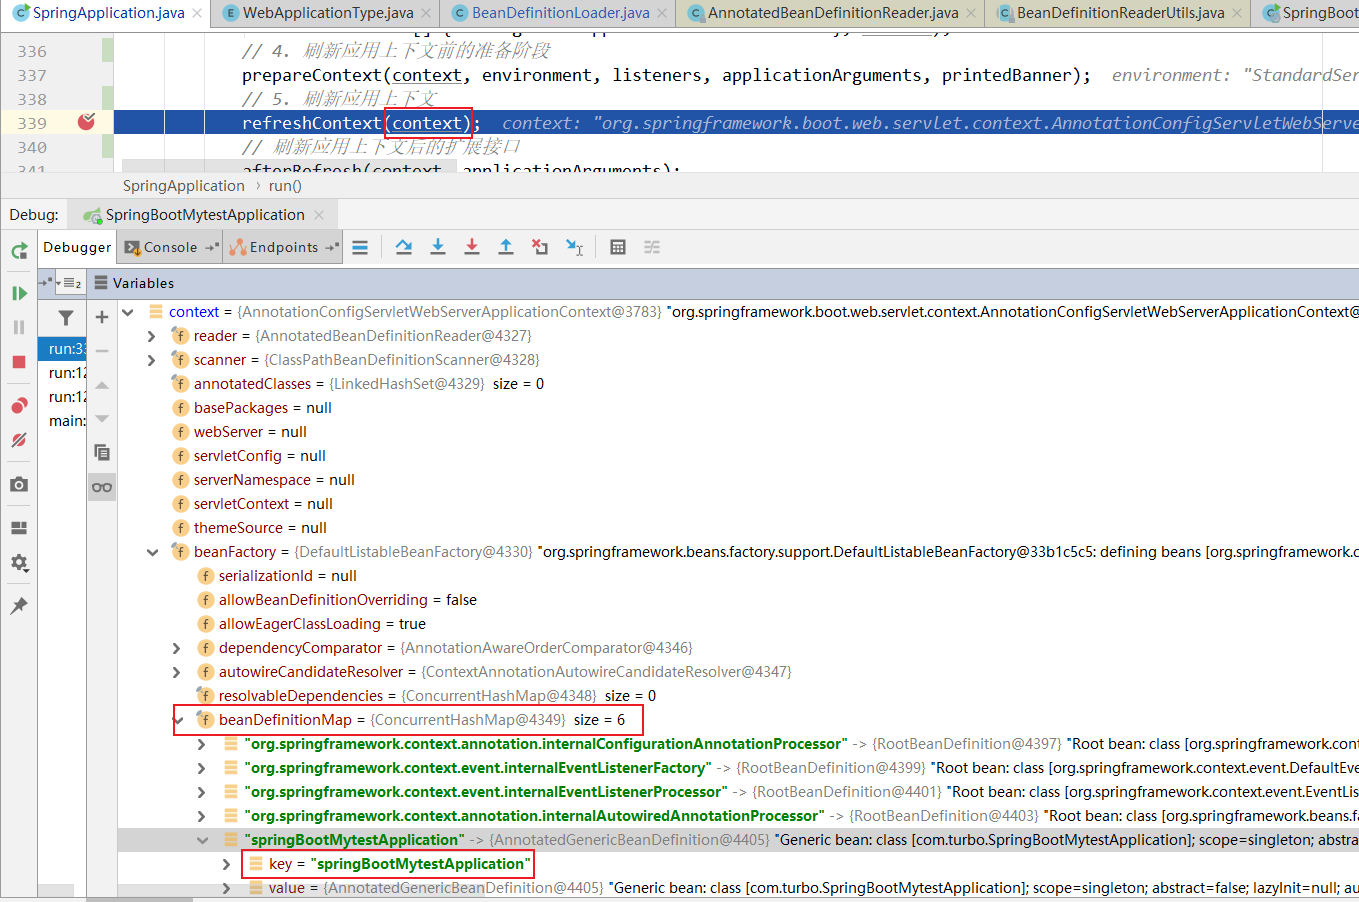 SpringApplication.java × WebApplicationType.java × BeanDefinitionLoader.java × AnnotatedBeanDefinitionReader.java × BeanDefinitionReaderUtils.java × SpringBoot
336 // 4. 刷新应用上下文前的准备阶段
337 prepareContext(context, environment, listeners, applicationArguments, printedBanner); environment: "StandardSer
338 // 5. 刷新应用上下文
339 refreshContext(context); context: "org.springframework.boot.web.servlet.context.AnnotationConfigServletWebServe
340 // 刷新应用上下文后的扩展接口
341 afterRefresh(context, applicationArguments);
SpringApplication › run()
Debug: SpringBootMytestApplication ×
Debugger Console Endpoints
Variables
context = {AnnotationConfigServletWebServerApplicationContext@3783} "org.springframework.boot.web.servlet.context.AnnotationConfigServletWebServerApplicationContext@
reader = {AnnotatedBeanDefinitionReader@4327}
run:33
scanner = {ClassPathBeanDefinitionScanner@4328}
run:12
annotatedClasses = {LinkedHashSet@4329} size = 0
run:12
basePackages = null
main:
webServer = null
servletConfig = null
serverNamespace = null
servletContext = null
themeSource = null
beanFactory = {DefaultListableBeanFactory@4330} "org.springframework.beans.factory.support.DefaultListableBeanFactory@33b1c5c5: defining beans [org.springframework.c
serializationId = null
allowBeanDefinitionOverriding = false
allowEagerClassLoading = true
dependencyComparator = {AnnotationAwareOrderComparator@4346}
autowireCandidateResolver = {ContextAnnotationAutowireCandidateResolver@4347}
resolvableDependencies = {ConcurrentHashMap@4348} size = 0
beanDefinitionMap = {ConcurrentHashMap@4349} size = 6
"org.springframework.context.annotation.internalConfigurationAnnotationProcessor" -> {RootBeanDefinition@4397} "Root bean: class [org.springframework.cont
"org.springframework.context.event.internalEventListenerFactory" -> {RootBeanDefinition@4399} "Root bean: class [org.springframework.context.event.DefaultEve
"org.springframework.context.event.internalEventListenerProcessor" -> {RootBeanDefinition@4401} "Root bean: class [org.springframework.context.event.EventList
"org.springframework.context.annotation.internalAutowiredAnnotationProcessor" -> {RootBeanDefinition@4403} "Root bean: class [org.springframework.beans.fa
"springBootMytestApplication" -> {AnnotatedGenericBeanDefinition@4405} "Generic bean: class [com.turbo.SpringBootMytestApplication]; scope=singleton; abstra
key = "springBootMytestApplication"
value = {AnnotatedGenericBeanDefinition@4405} "Generic bean: class [com.turbo.SpringBootMytestApplication]; scope=singleton; abstract=false; lazyInit=null; au